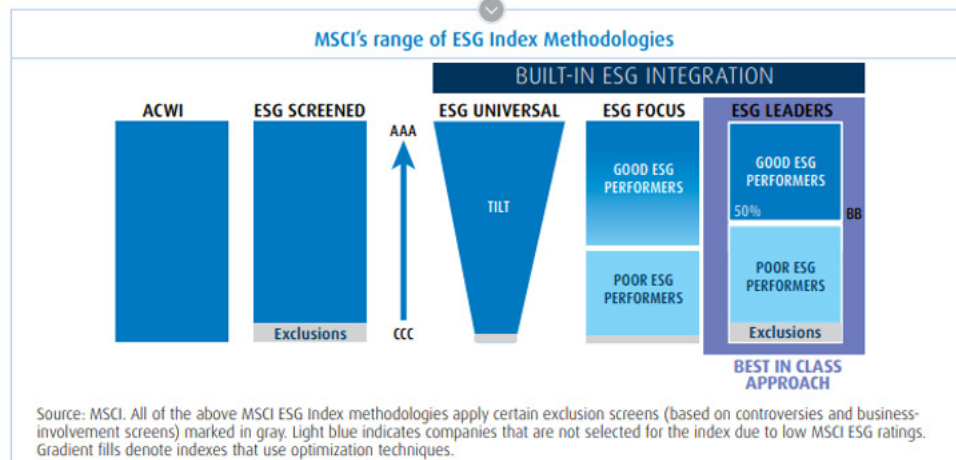 MSCI's range of ESG Index Methodologies
BUILT-IN ESG INTEGRATION
ACWI
ESG SCREENED
ESG UNIVERSAL
ESG FOCUS
ESG LEADERS
AAA
CCC
Exclusions
TILT
GOOD ESG
PERFORMERS
POOR ESG
PERFORMERS
GOOD ESG
PERFORMERS
50%
BB
POOR ESG
PERFORMERS
Exclusions
BEST IN CLASS
APPROACH
Source: MSCI. All of the above MSCI ESG Index methodologies apply certain exclusion screens (based on controversies and business-
involvement screens) marked in gray. Light blue indicates companies that are not selected for the index due to low MSCI ESG ratings.
Gradient fills denote indexes that use optimization techniques.